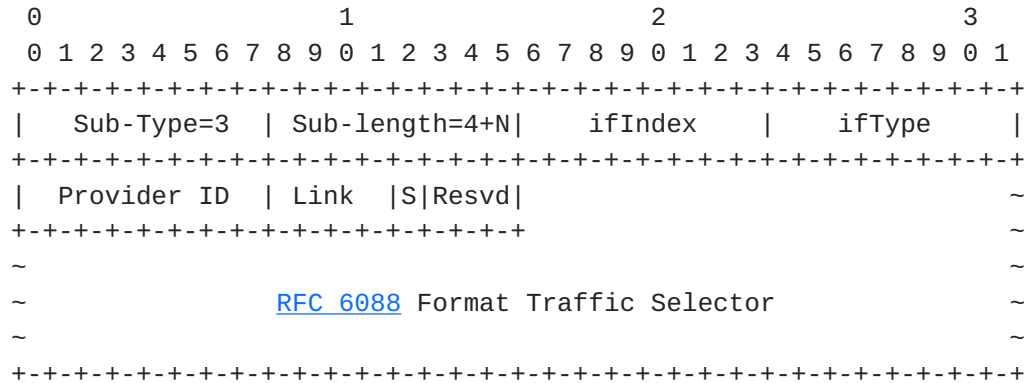 0                   1                   2                   3
 0 1 2 3 4 5 6 7 8 9 0 1 2 3 4 5 6 7 8 9 0 1 2 3 4 5 6 7 8 9 0 1
+-+-+-+-+-+-+-+-+-+-+-+-+-+-+-+-+-+-+-+-+-+-+-+-+-+-+-+-+-+-+-+-+
|   Sub-Type=3  | Sub-length=4+N|    ifIndex    |    ifType     |
+-+-+-+-+-+-+-+-+-+-+-+-+-+-+-+-+-+-+-+-+-+-+-+-+-+-+-+-+-+-+-+-+
|  Provider ID  | Link  |S|Resvd|                               ~
+-+-+-+-+-+-+-+-+-+-+-+-+-+-+-+-+                               ~
~                                                               ~
~                RFC 6088 Format Traffic Selector               ~
~                                                               ~
+-+-+-+-+-+-+-+-+-+-+-+-+-+-+-+-+-+-+-+-+-+-+-+-+-+-+-+-+-+-+-+-+